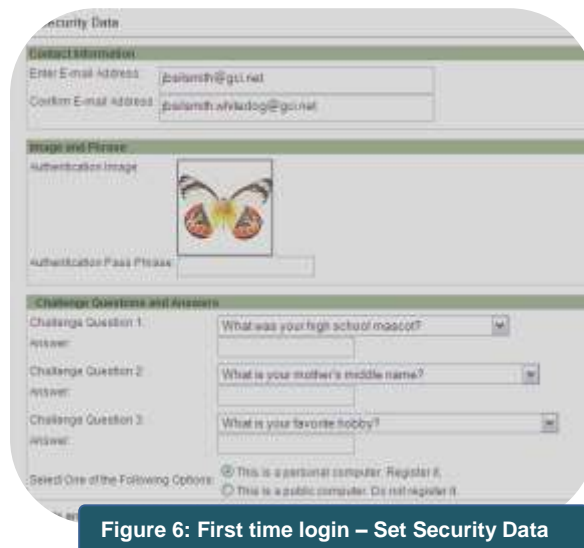 Security Data
Contact Information
Enter E-mail Address:
Confirm E-mail Address:
Image and Phrase
Authentication Image
Authentication Pass Phrase:
Challenge Questions and Answers
Challenge Question 1: What was your high school mascot?
Answer:
Challenge Question 2: What is your mother's middle name?
Answer:
Challenge Question 3: What is your favorite hobby?
Answer:
Select One of the Following Options: This is a personal computer. Register it.
This is a public computer. Do not register it.
Figure 6: First time login – Set Security Data